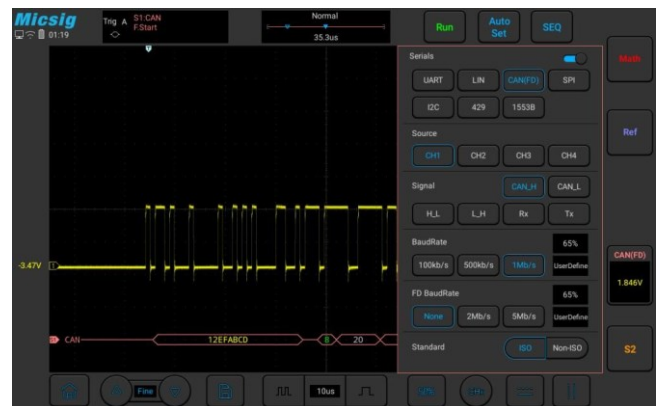 Micsig
01:19
Trig A S1:CAN
F.Start
Normal
35.3us
Run
Auto
Set
SEQ
Serials
UART LIN CAN(FD) SPI
I2C 429 1553B
Source
CH1 CH2 CH3 CH4
Signal CAN_H CAN_L
H_L L_H Rx Tx
BaudRate 65%
100kb/s 500kb/s 1Mb/s UserDefine
FD BaudRate 65%
None 2Mb/s 5Mb/s UserDefine
Standard ISO Non-ISO
Math
Ref
CAN(FD)
1.846V
S2
-3.47V 1
CAN 12EFABCD 8 20
Fine
10us